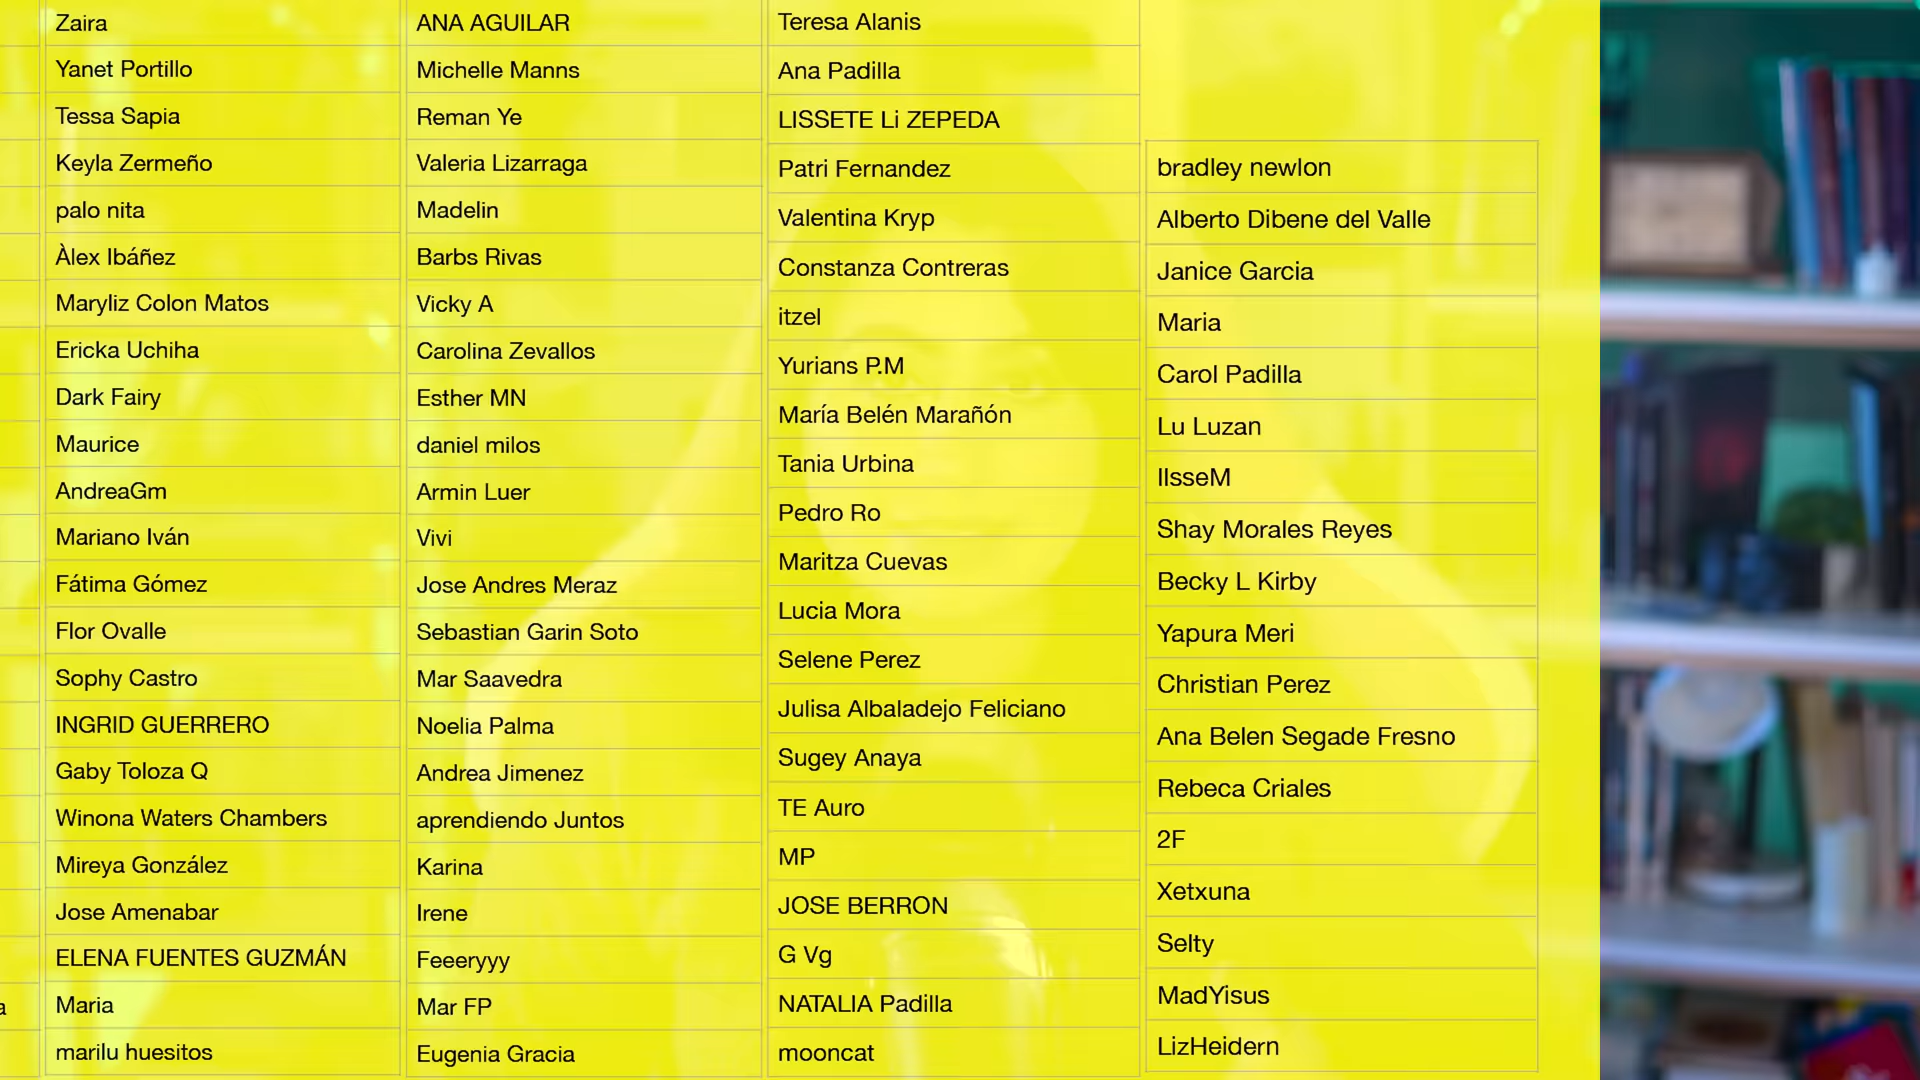 Zaira
Yanet Portillo
Tessa Sapia
Keyla Zermeño
palo nita
Àlex Ibáñez
Maryliz Colon Matos
Ericka Uchiha
Dark Fairy
Maurice
AndreaGm
Mariano Iván
Fátima Gómez
Flor Ovalle
Sophy Castro
INGRID GUERRERO
Gaby Toloza Q
Winona Waters Chambers
Mireya González
Jose Amenabar
ELENA FUENTES GUZMÁN
Maria
marilu huesitos
ANA AGUILAR
Michelle Manns
Reman Ye
Valeria Lizarraga
Madelin
Barbs Rivas
Vicky A
Carolina Zevallos
Esther MN
daniel milos
Armin Luer
Vivi
Jose Andres Meraz
Sebastian Garin Soto
Mar Saavedra
Noelia Palma
Andrea Jimenez
aprendiendo Juntos
Karina
Irene
Feeeryyy
Mar FP
Eugenia Gracia
Teresa Alanis
Ana Padilla
LISSETE Li ZEPEDA
Patri Fernandez
Valentina Kryp
Constanza Contreras
itzel
Yurians P.M
María Belén Marañón
Tania Urbina
Pedro Ro
Maritza Cuevas
Lucia Mora
Selene Perez
Julisa Albaladejo Feliciano
Sugey Anaya
TE Auro
MP
JOSE BERRON
G Vg
NATALIA Padilla
mooncat
bradley newlon
Alberto Dibene del Valle
Janice Garcia
Maria
Carol Padilla
Lu Luzan
IlsseM
Shay Morales Reyes
Becky L Kirby
Yapura Meri
Christian Perez
Ana Belen Segade Fresno
Rebeca Criales
2F
Xetxuna
Selty
MadYisus
LizHeidern